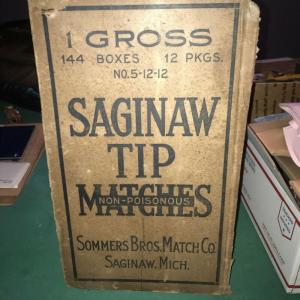 1 GROSS
144 BOXES 12 PKGS.
NO. 5-12-12
SAGINAW
TIP
MATCHES
NON-POISONOUS
SOMMERS BROS. MATCH CO.
SAGINAW, MICH.